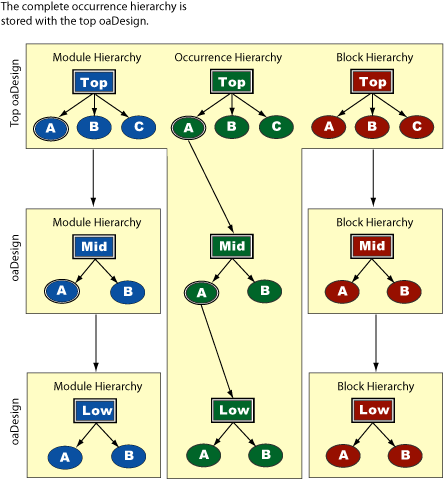 The complete occurrence hierarchy is
stored with the top oaDesign.
Top oaDesign
Module Hierarchy
Occurrence Hierarchy
Block Hierarchy
Top
Top
Top
A B C
A B C
A B C
oaDesign
Module Hierarchy
Block Hierarchy
Mid
Mid
Mid
A B
A B
A B
oaDesign
Module Hierarchy
Block Hierarchy
Low
Low
Low
A B
A B
A B